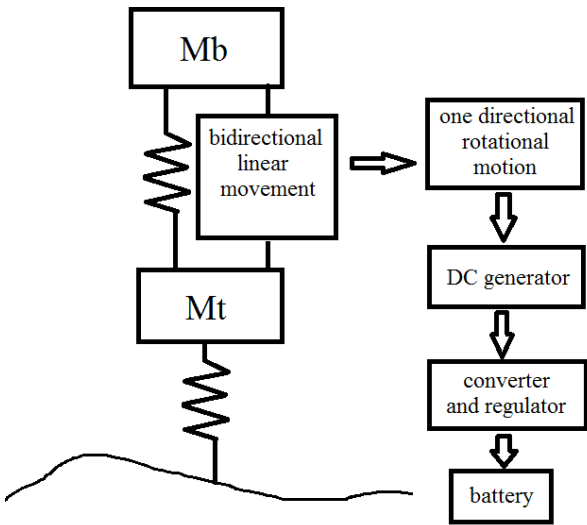 Mb
bidirectional
linear
movement
Mt
one directional
rotational
motion
DC generator
converter
and regulator
battery